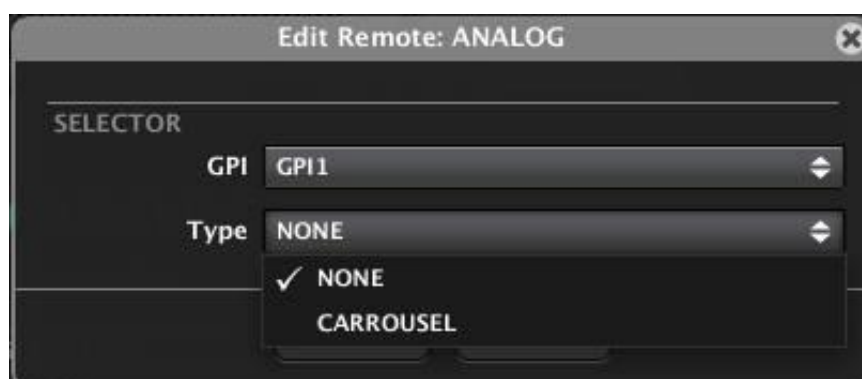 Edit Remote: ANALOG
SELECTOR
GPI GPI1
Type NONE
✓ NONE
CARROUSEL